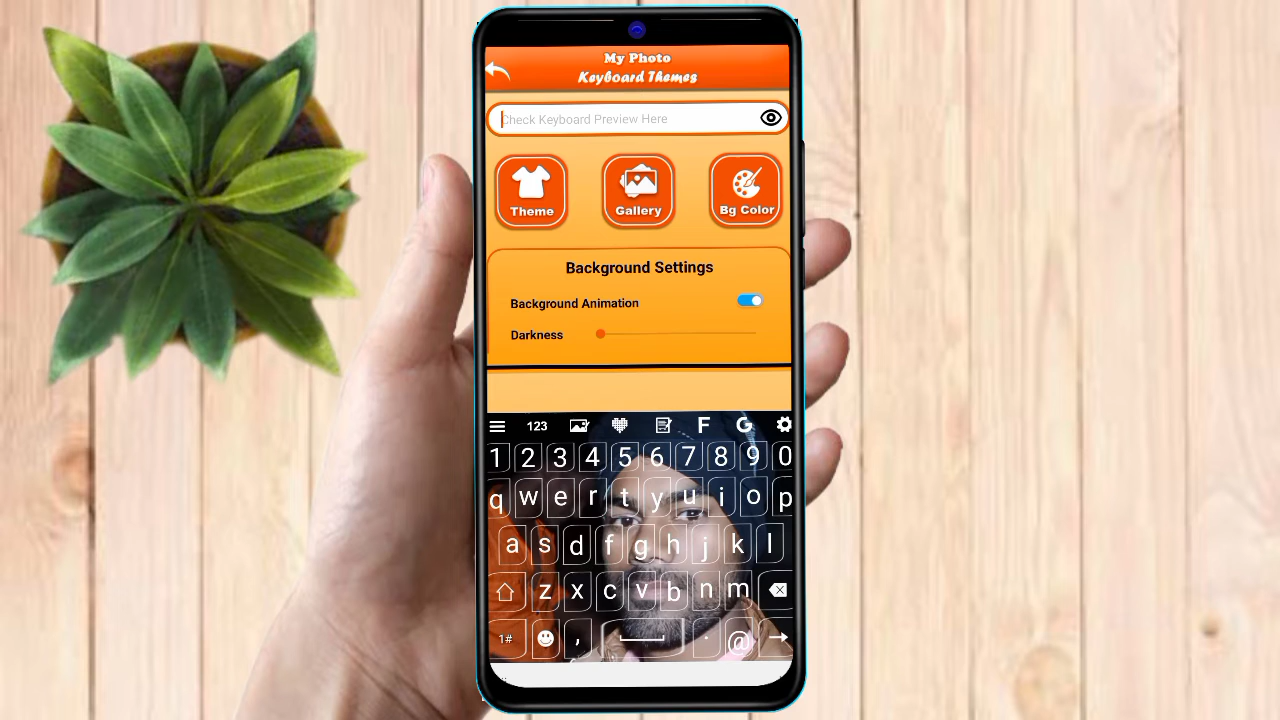 My Photo
Keyboard Themes
Check Keyboard Preview Here
Theme Gallery Bg Color
Background Settings
Background Animation
Darkness
123 F G
1 2 3 4 5 6 7 8 9 0
q w e r t y u i o p
a s d f g h j k l
z x c v b n m
1# , . @